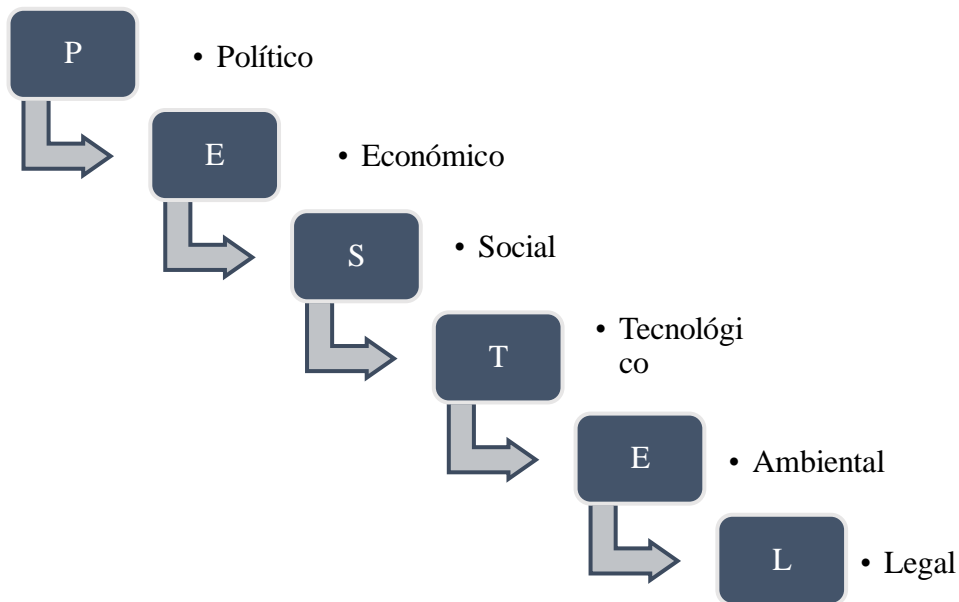 P
• Político
E
• Económico
S
• Social
T
• Tecnológi
co
E
• Ambiental
L
• Legal